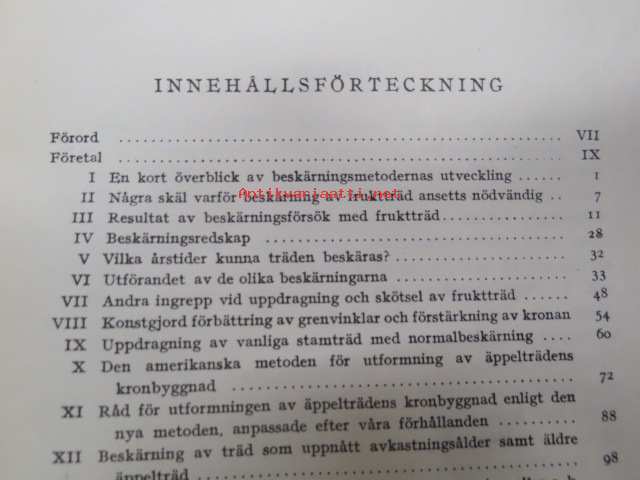 INNEHÅLLSFÖRTECKNING
Förord ........ VII
Företal ........ IX
I En kort överblick av beskärningsmetodernas utveckling ........ 1
II Några skäl varför beskärning av fruktträd ansetts nödvändig .. 7
Antikvariaatti.net
III Resultat av beskärningsförsök med fruktträd ........ 11
IV Beskärningsredskap ........ 28
V Vilka årstider kunna träden beskäras? ........ 32
VI Utförandet av de olika beskärningarna ........ 33
VII Andra ingrepp vid uppdragning och skötsel av fruktträd ...... 48
VIII Konstgjord förbättring av grenvinklar och förstärkning av kronan 54
IX Uppdragning av vanliga stamträd med normalbeskärning .... 60
X Den amerikanska metoden för utformning av äppelträdens
kronbyggnad ........ 72
XI Råd för utformningen av äppelträdens kronbyggnad enligt den
nya metoden, anpassade efter våra förhållanden ........ 88
XII Beskärning av träd som uppnått avkastningsålder samt äldre
äppelträd ........ 98